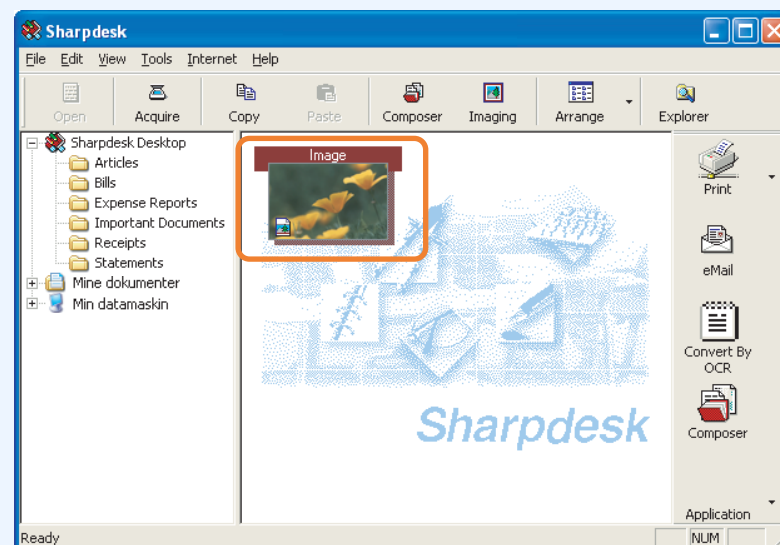 Sharpdesk
File Edit View Tools Internet Help
Open Acquire Copy Paste Composer Imaging Arrange Explorer
Sharpdesk Desktop
Articles
Bills
Expense Reports
Important Documents
Receipts
Statements
Mine dokumenter
Min datamaskin
Image
Sharpdesk
Print
eMail
Convert By
OCR
Composer
Application
Ready NUM